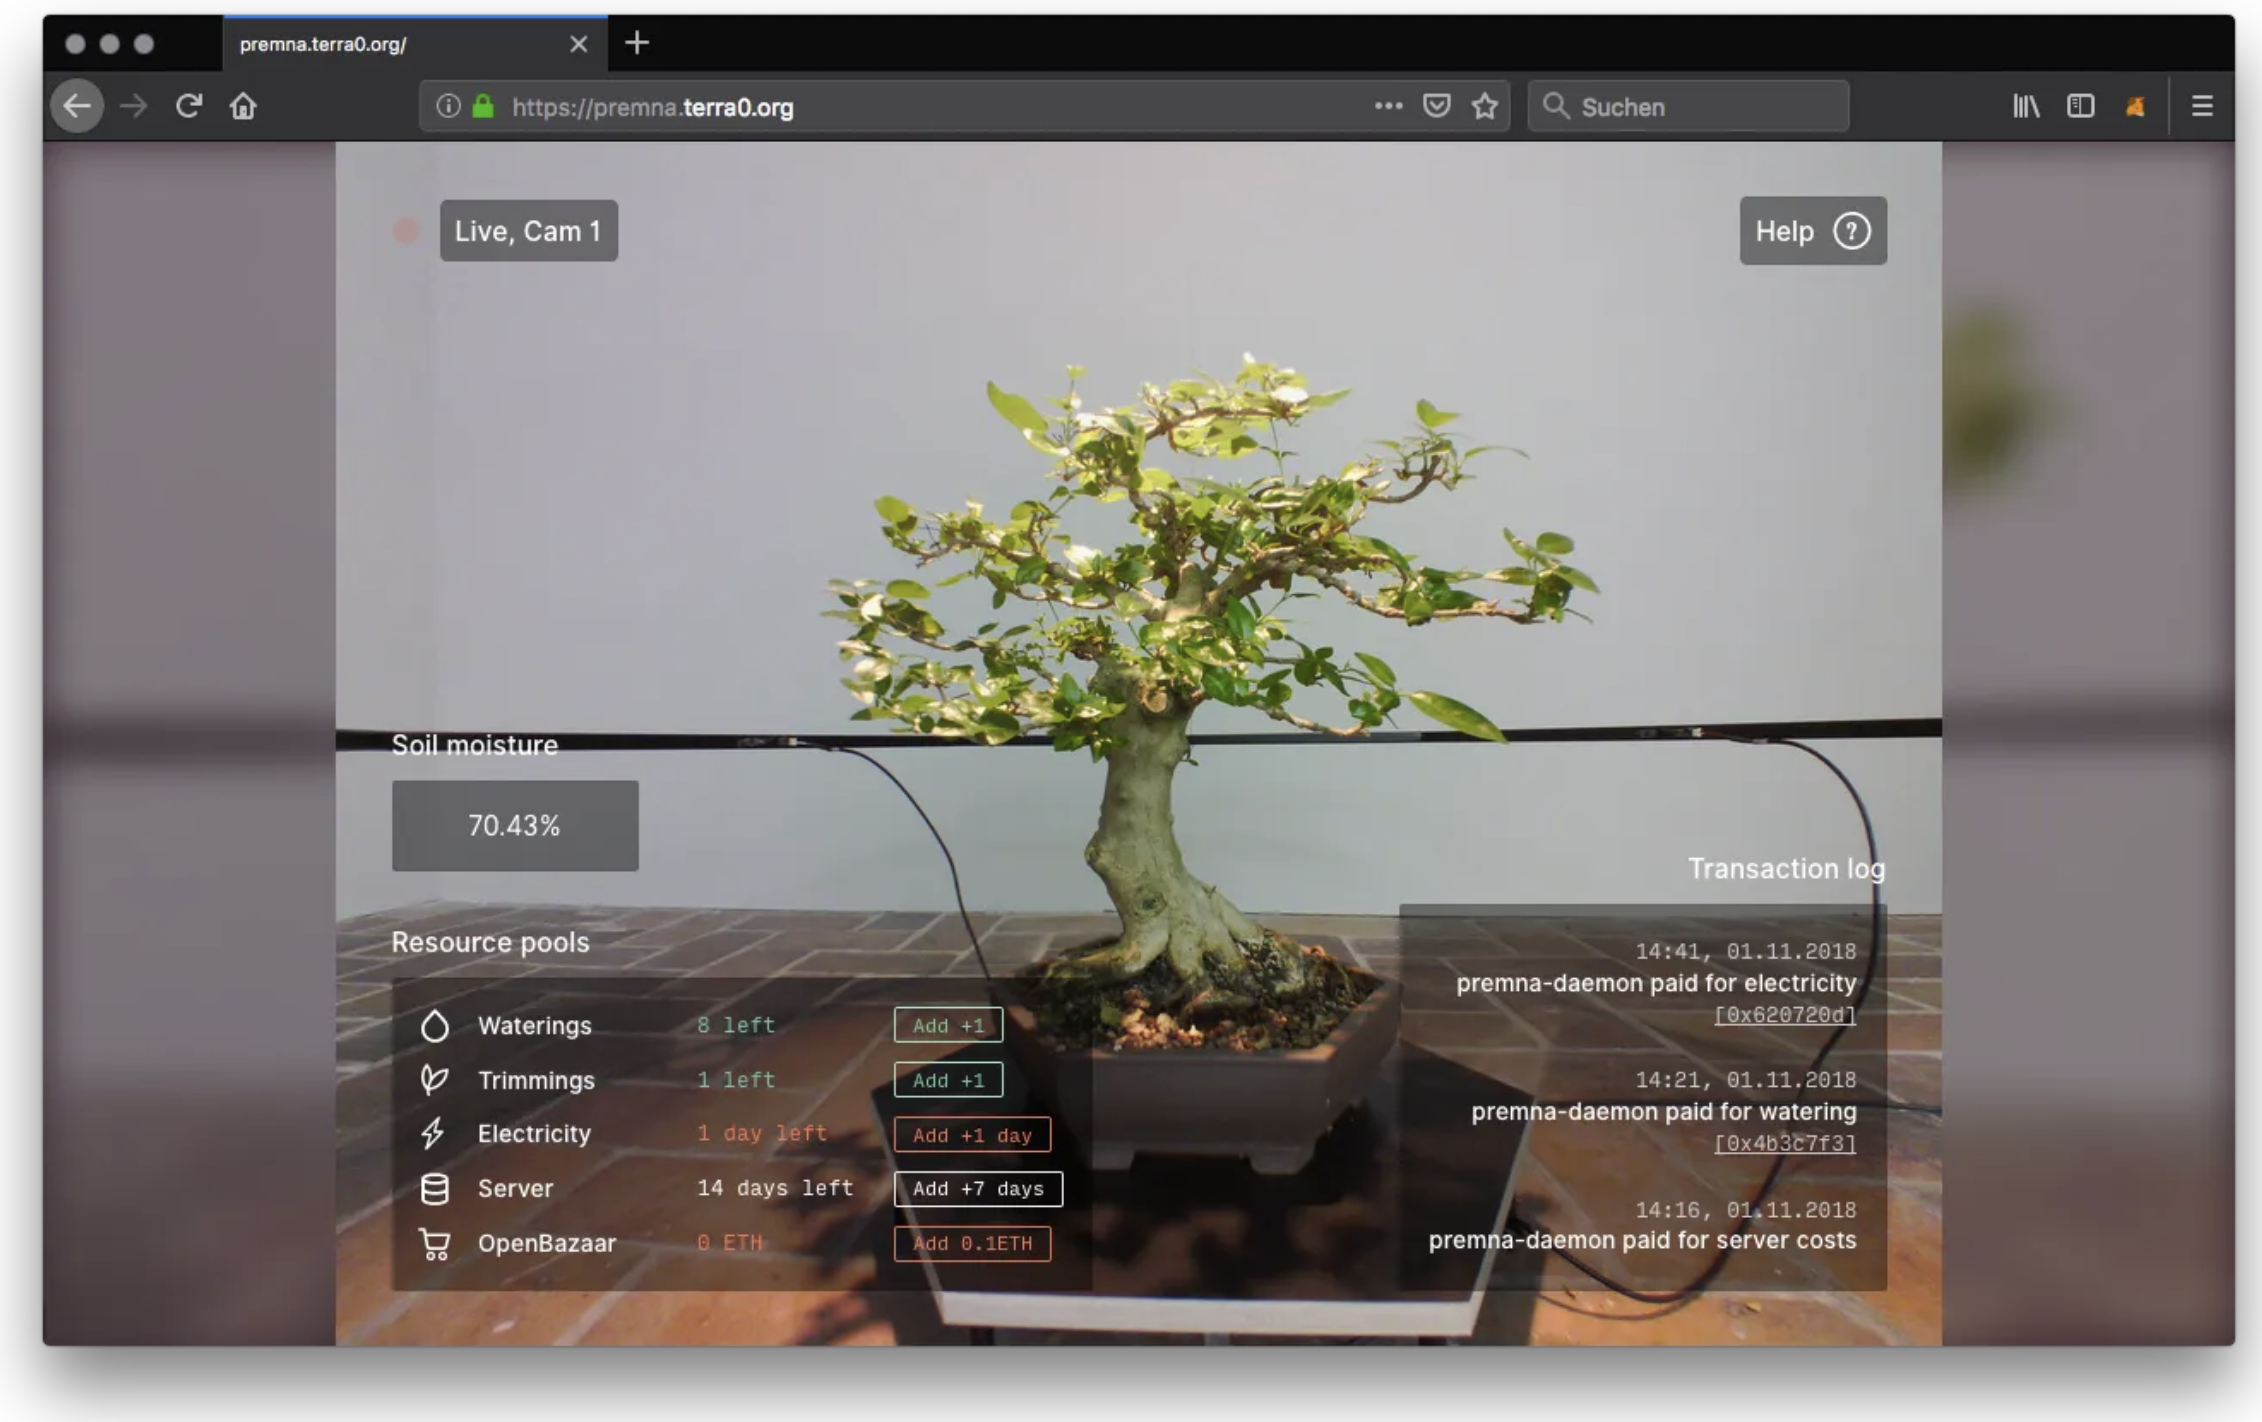 premna.terra0.org/
https://premna.terra0.org
Suchen
Live, Cam 1
Help ?
Soil moisture
70.43%
Resource pools
Waterings 8 left Add +1
Trimmings 1 left Add +1
Electricity 1 day left Add +1 day
Server 14 days left Add +7 days
OpenBazaar 0 ETH Add 0.1ETH
Transaction log
14:41, 01.11.2018
premna-daemon paid for electricity
[0x620720d]
14:21, 01.11.2018
premna-daemon paid for watering
[0x4b3c7f3]
14:16, 01.11.2018
premna-daemon paid for server costs